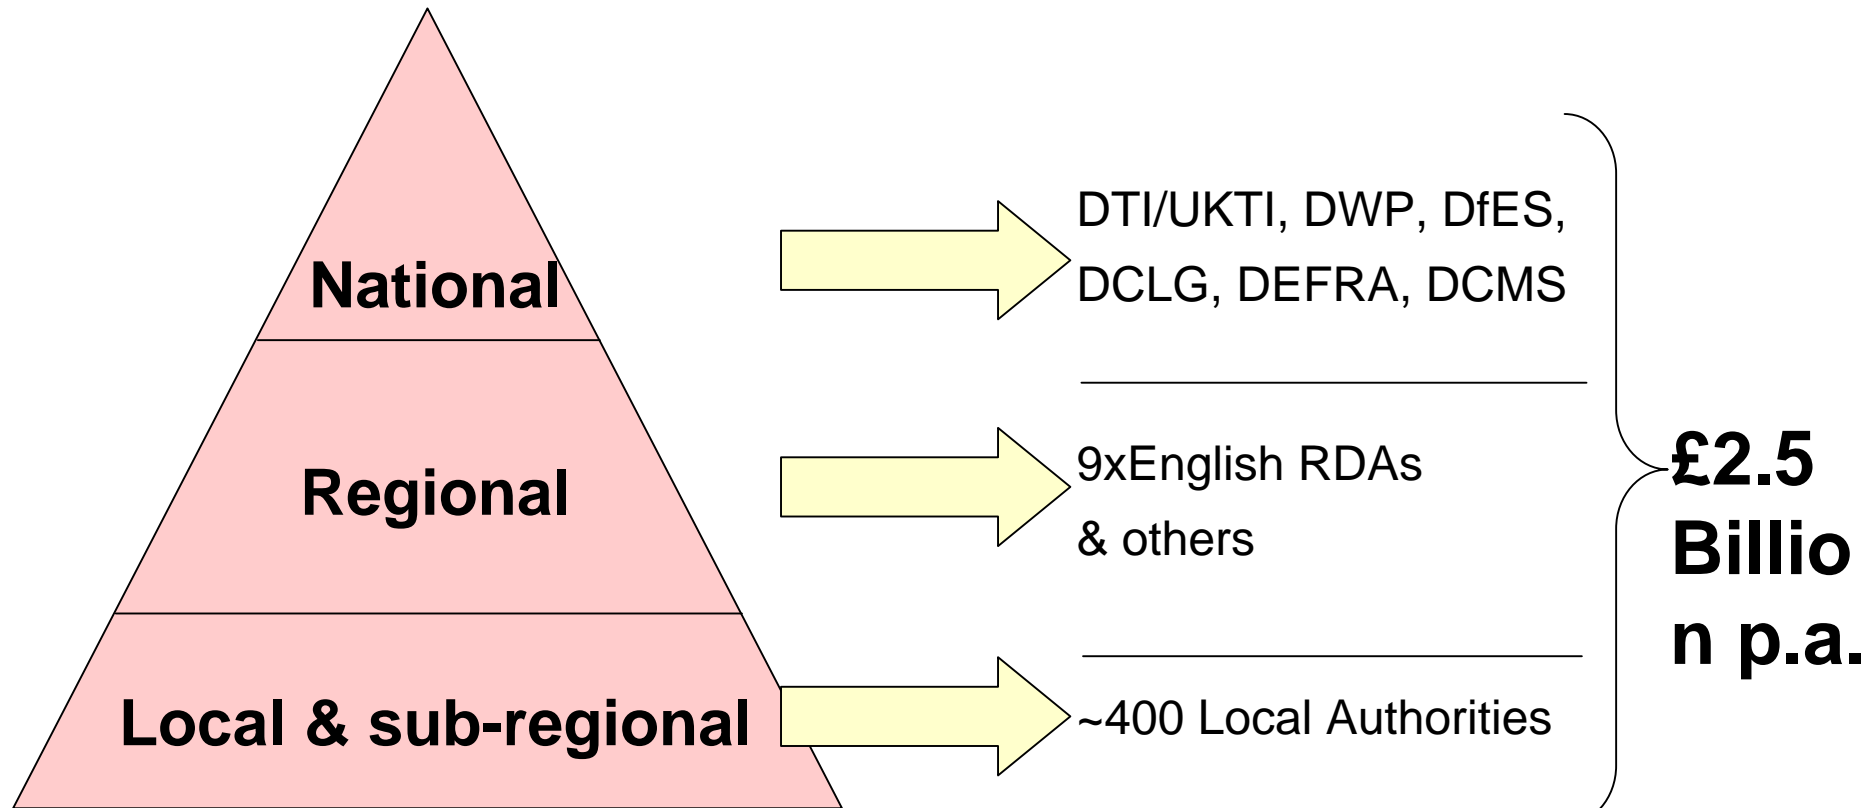 National
DTI/UKTI, DWP, DfES,
DCLG, DEFRA, DCMS
Regional
9xEnglish RDAs
& others
Local & sub-regional
~400 Local Authorities
£2.5
Billio
n p.a.